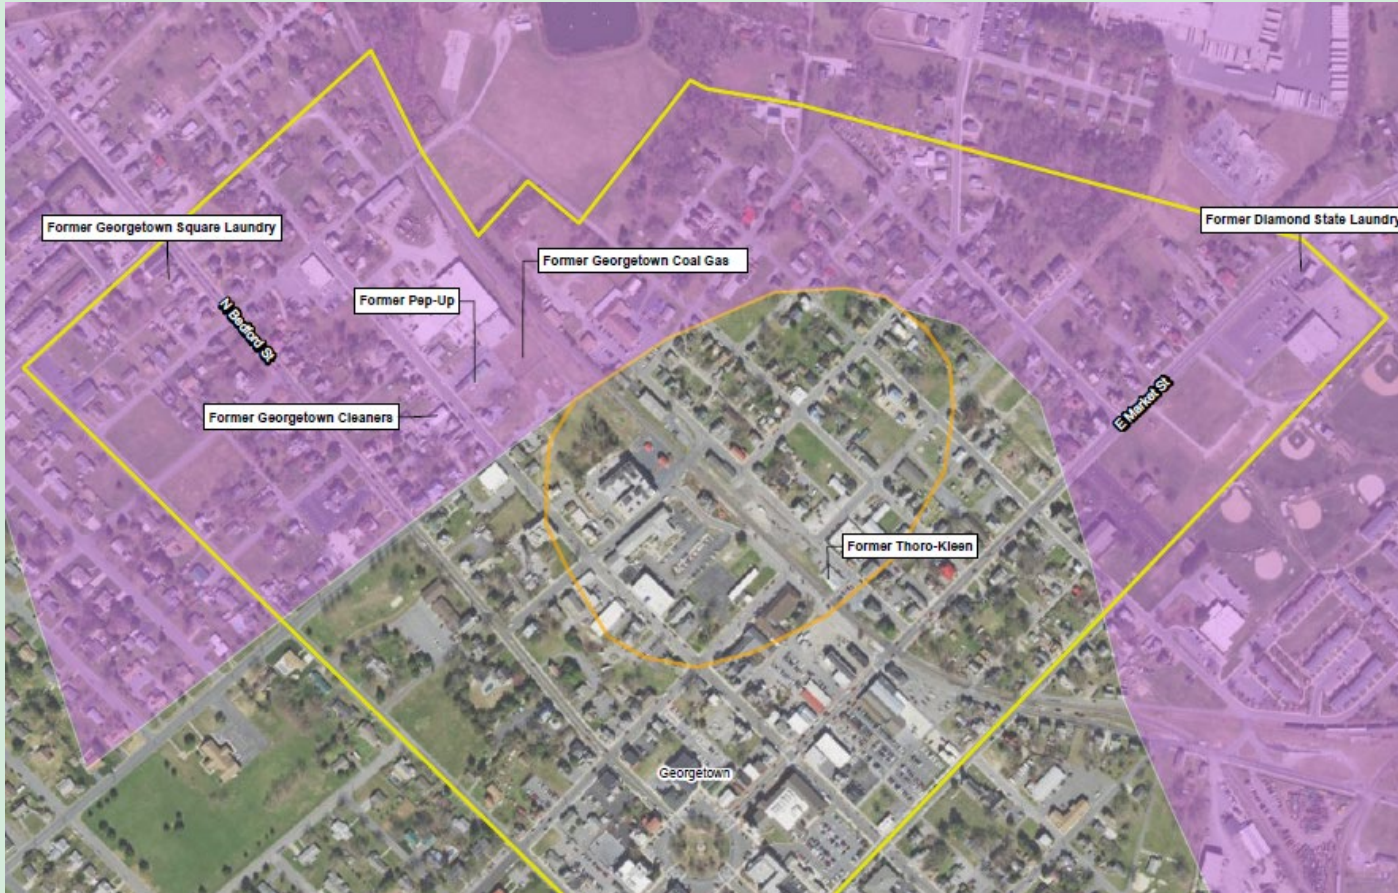 Former Georgetown Square Laundry
Former Diamond State Laundry
Former Georgetown Coal Gas
Former Pep-Up
N Bedford St
Former Georgetown Cleaners
E Market St
Former Thoro-Kleen
Georgetown